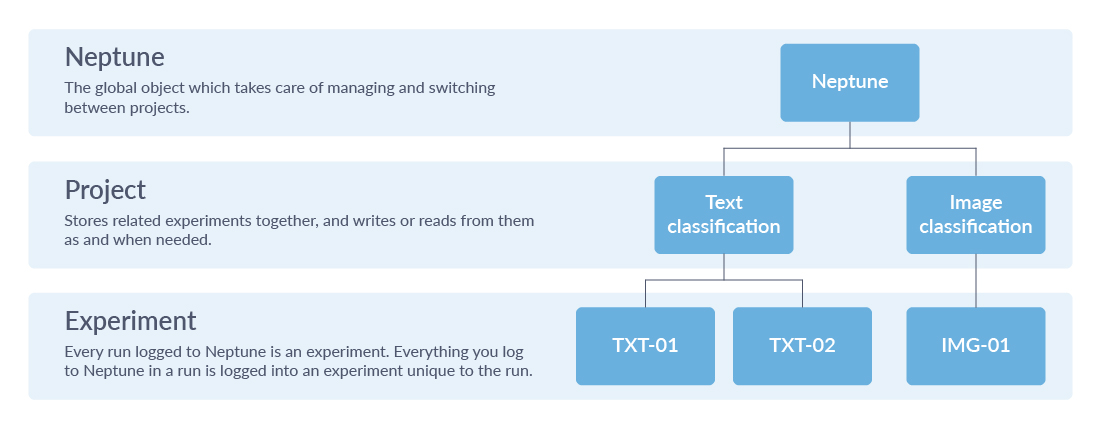 Neptune
The global object which takes care of managing and switching
between projects.
Neptune
Project
Stores related experiments together, and writes or reads from them
as and when needed.
Text
classification
Image
classification
Experiment
Every run logged to Neptune is an experiment. Everything you log
to Neptune in a run is logged into an experiment unique to the run.
TXT-01
TXT-02
IMG-01